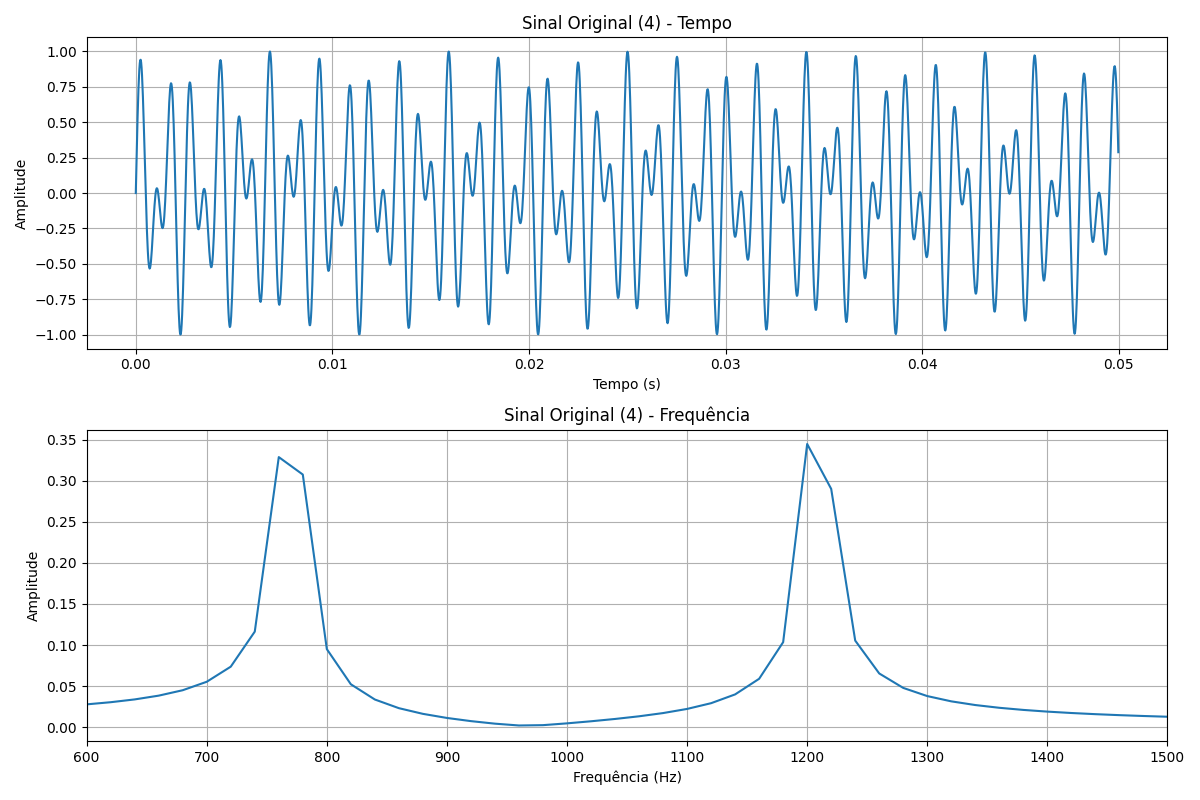 Sinal Original (4) - Tempo
1.00
0.75
0.50
0.25
0.00
−0.25
−0.50
−0.75
−1.00
Amplitude
0.00 0.01 0.02 0.03 0.04 0.05
Tempo (s)
Sinal Original (4) - Frequência
0.35
0.30
0.25
0.20
0.15
0.10
0.05
0.00
Amplitude
600 700 800 900 1000 1100 1200 1300 1400 1500
Frequência (Hz)